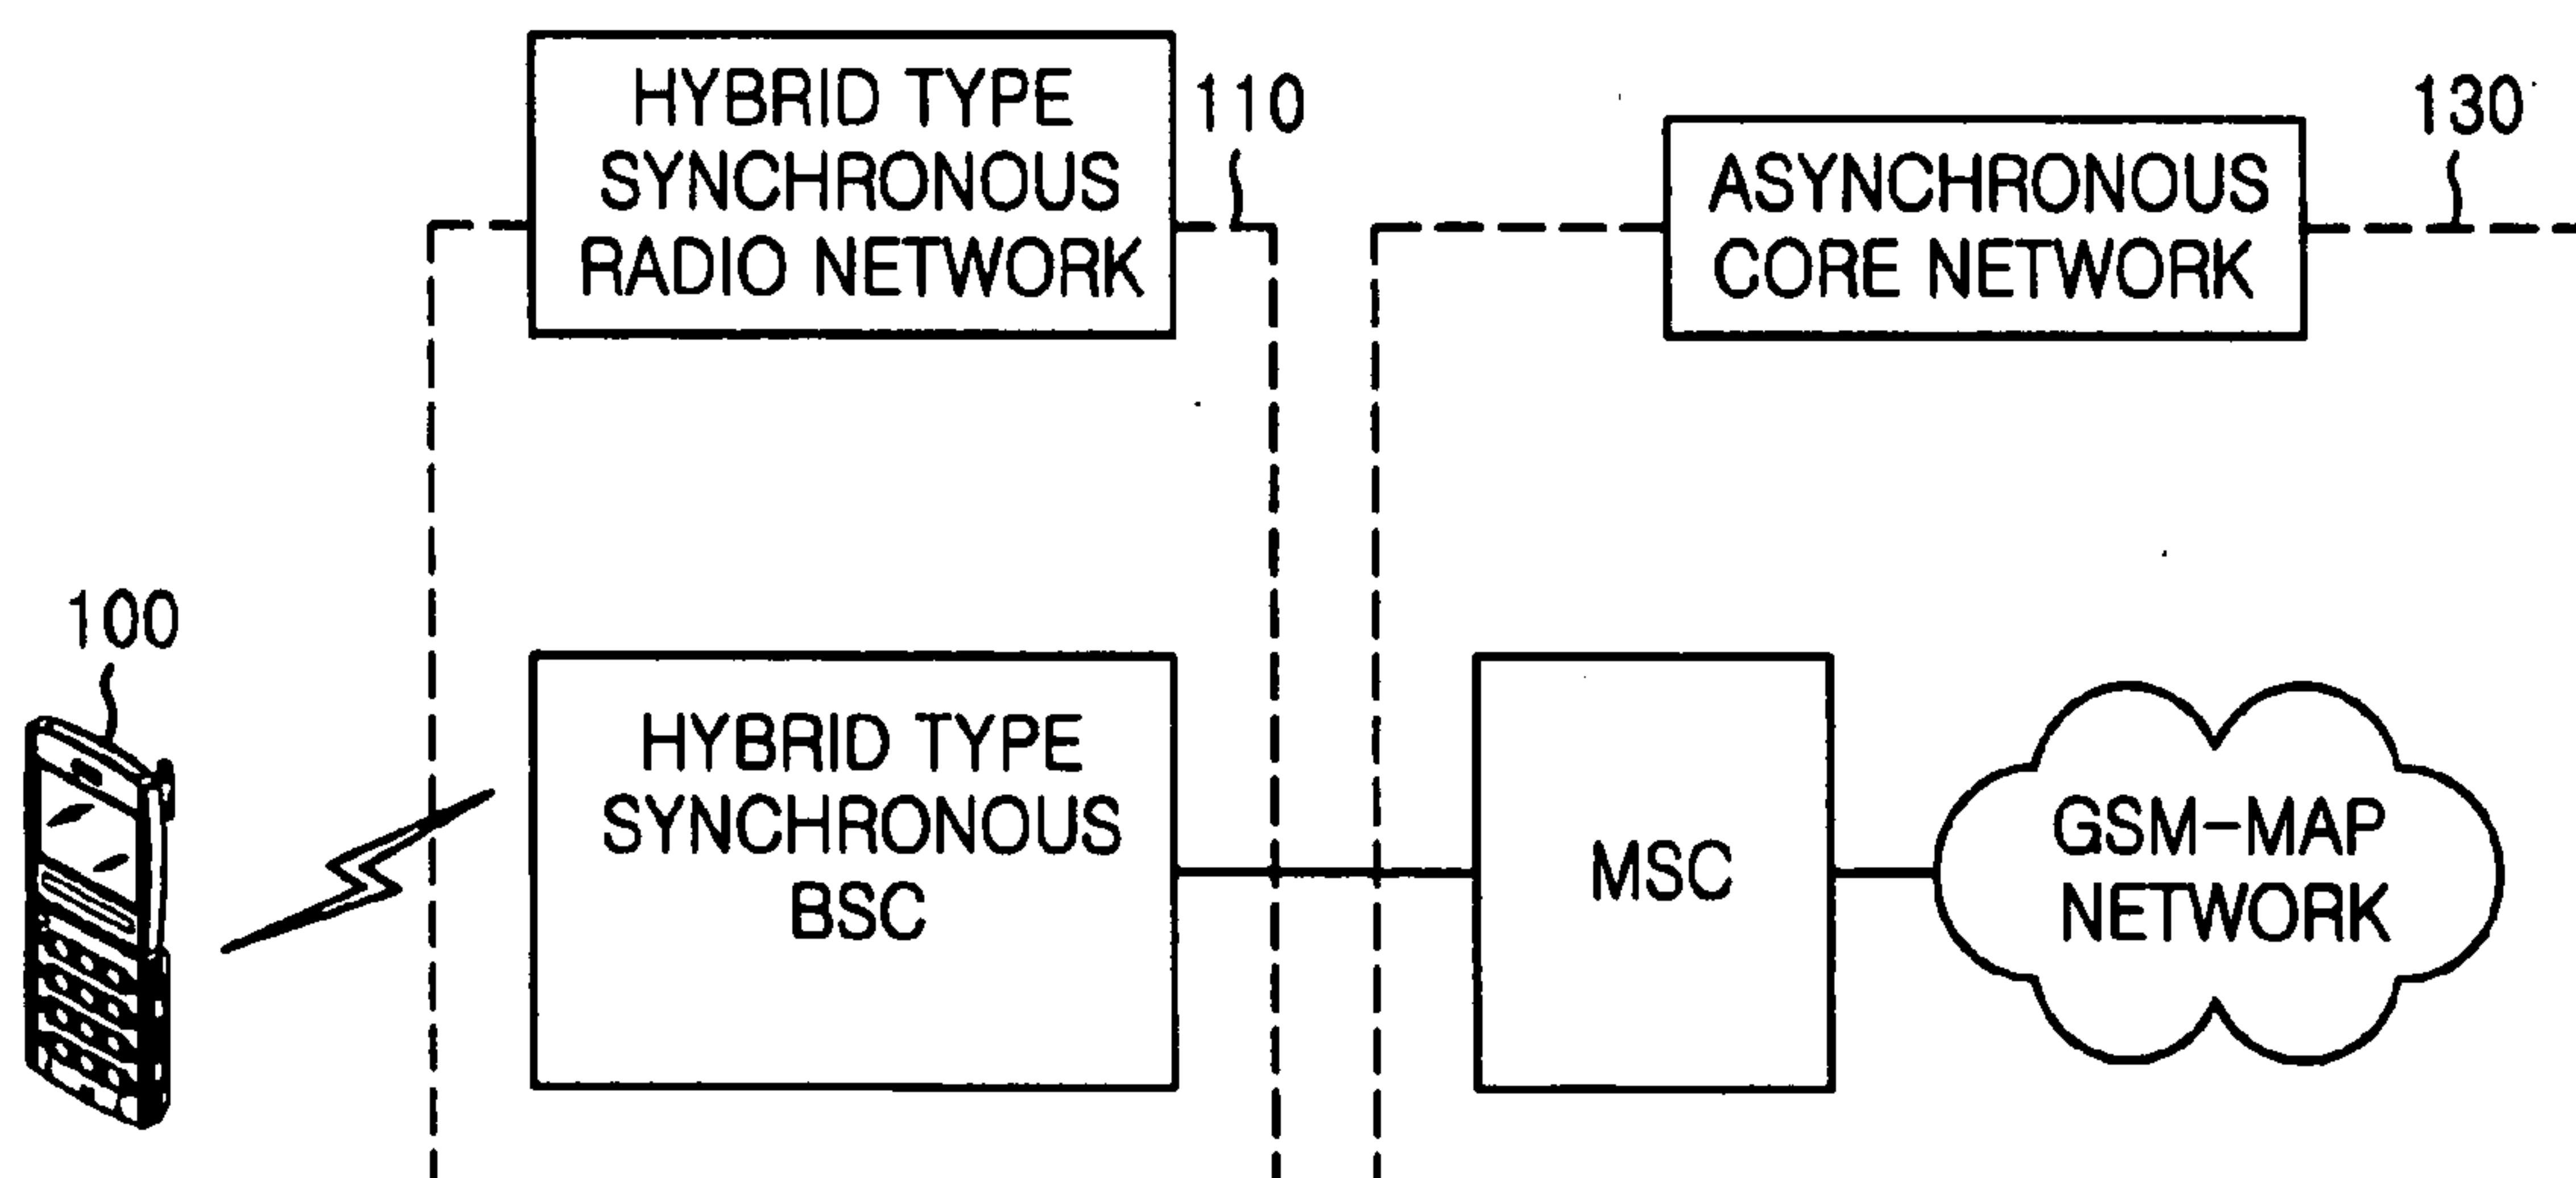 HYBRID TYPE
SYNCHRONOUS
RADIO NETWORK
110
ASYNCHRONOUS
CORE NETWORK
130
100
HYBRID TYPE
SYNCHRONOUS
BSC
MSC
GSM-MAP
NETWORK